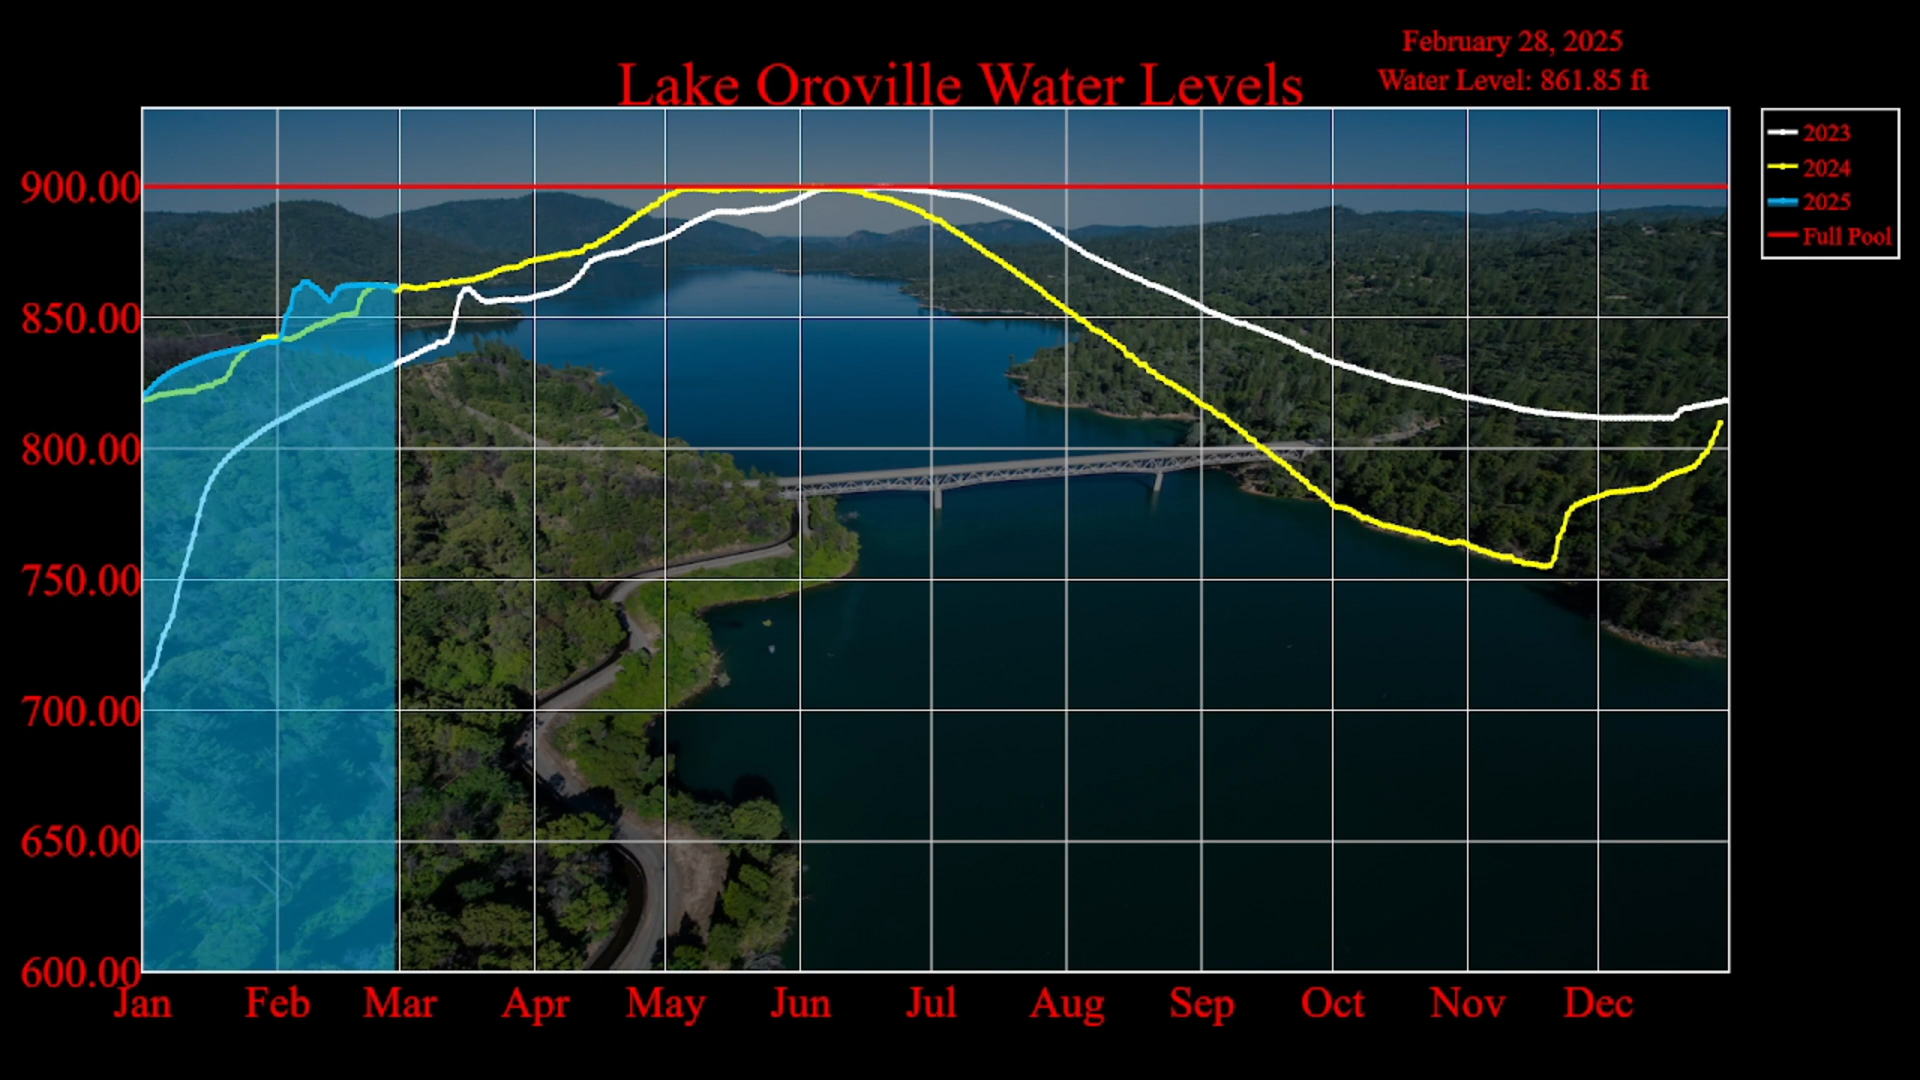 February 28, 2025
Water Level: 861.85 ft
Lake Oroville Water Levels
2023
2024
2025
Full Pool
900.00
850.00
800.00
750.00
700.00
650.00
600.00
Jan Feb Mar Apr May Jun Jul Aug Sep Oct Nov Dec